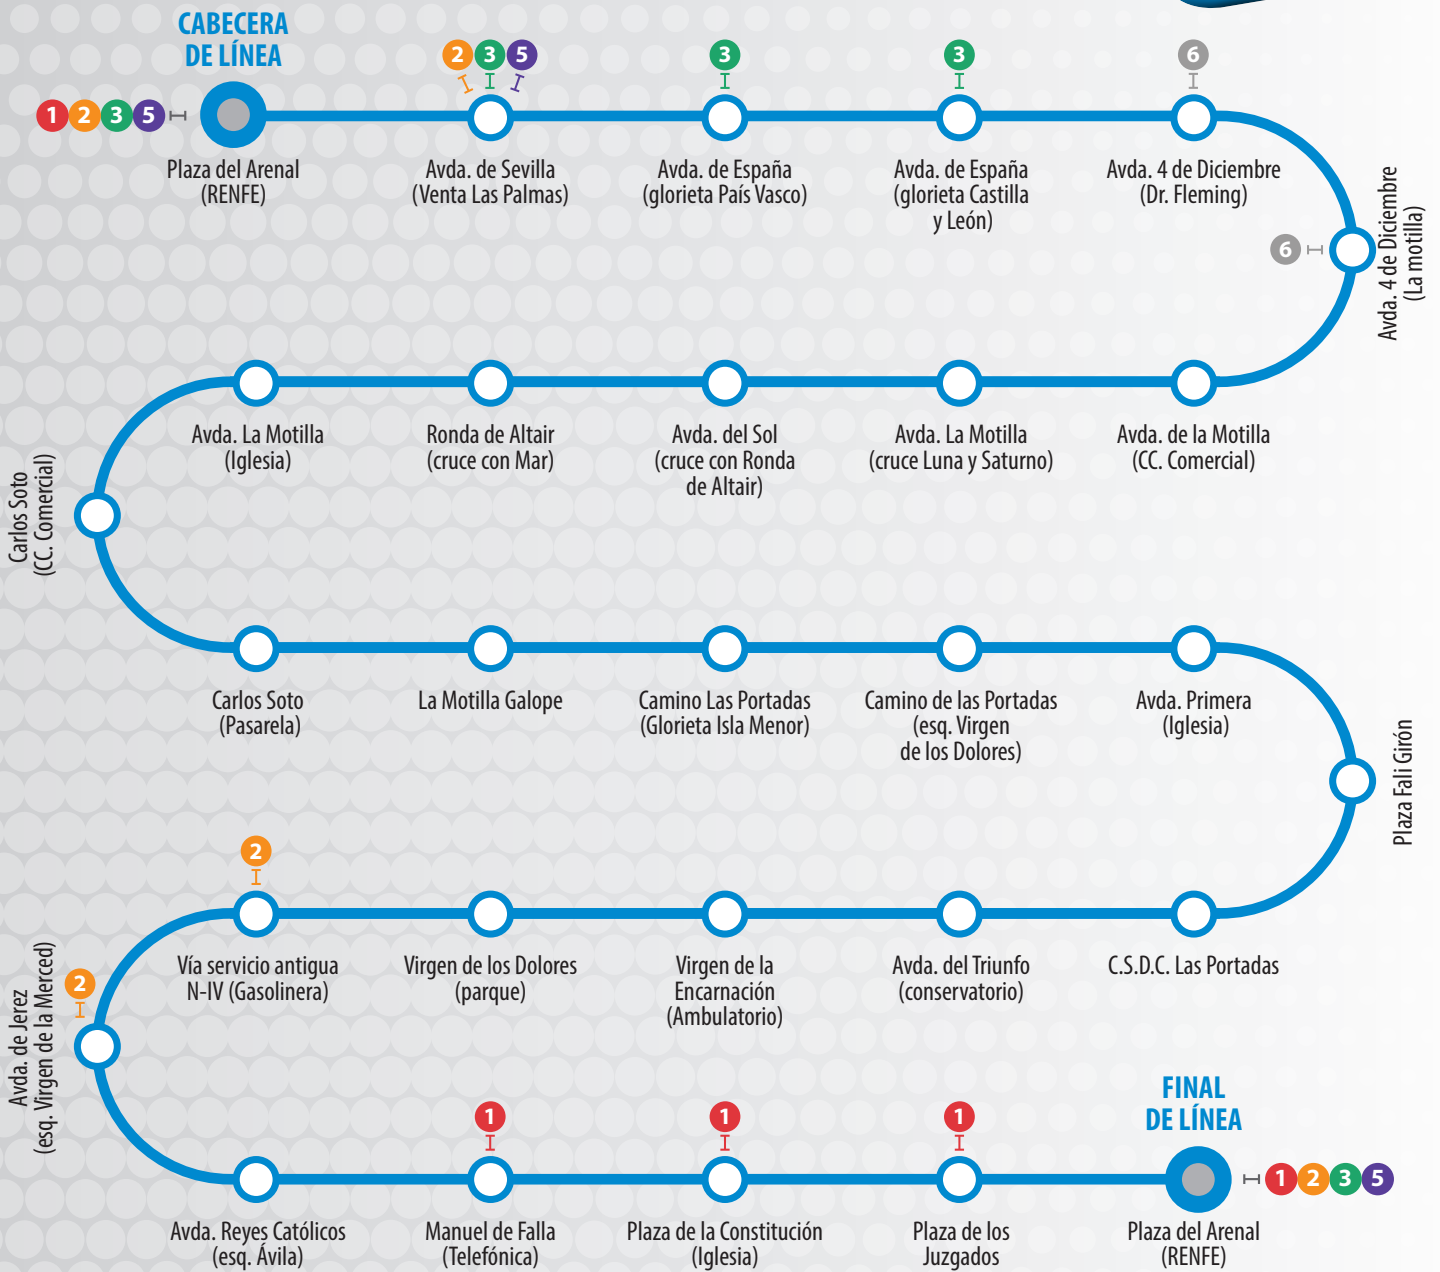 CABECERA
DE LÍNEA
1 2 3 5
Plaza del Arenal
(RENFE)
2 3 5
Avda. de Sevilla
(Venta Las Palmas)
3
Avda. de España
(glorieta País Vasco)
3
Avda. de España
(glorieta Castilla
y León)
6
Avda. 4 de Diciembre
(Dr. Fleming)
6
Avda. 4 de Diciembre
(La motilla)
Avda. La Motilla
(Iglesia)
Ronda de Altair
(cruce con Mar)
Avda. del Sol
(cruce con Ronda
de Altair)
Avda. La Motilla
(cruce Luna y Saturno)
Avda. de la Motilla
(CC. Comercial)
Carlos Soto
(CC. Comercial)
Carlos Soto
(Pasarela)
La Motilla Galope
Camino Las Portadas
(Glorieta Isla Menor)
Camino de las Portadas
(esq. Virgen
de los Dolores)
Avda. Primera
(Iglesia)
Plaza Fali Girón
2
Vía servicio antigua
N-IV (Gasolinera)
Virgen de los Dolores
(parque)
Virgen de la
Encarnación
(Ambulatorio)
Avda. del Triunfo
(conservatorio)
C.S.D.C. Las Portadas
2
Avda. de Jerez
(esq. Virgen de la Merced)
Avda. Reyes Católicos
(esq. Ávila)
1
Manuel de Falla
(Telefónica)
1
Plaza de la Constitución
(Iglesia)
1
Plaza de los
Juzgados
FINAL
DE LÍNEA
1 2 3 5
Plaza del Arenal
(RENFE)